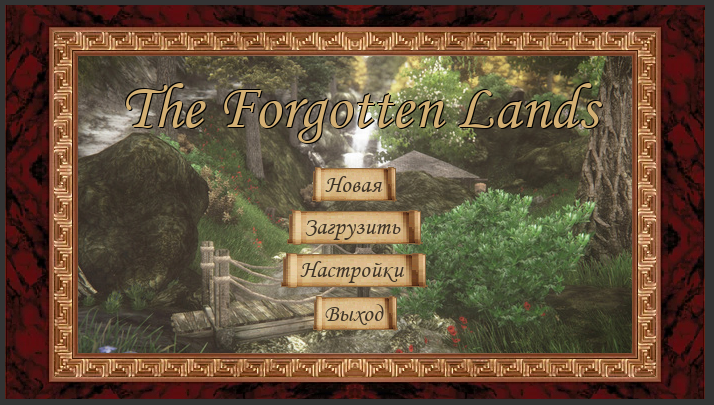 The Forgotten Lands
Новая
Загрузить
Настройки
Выход